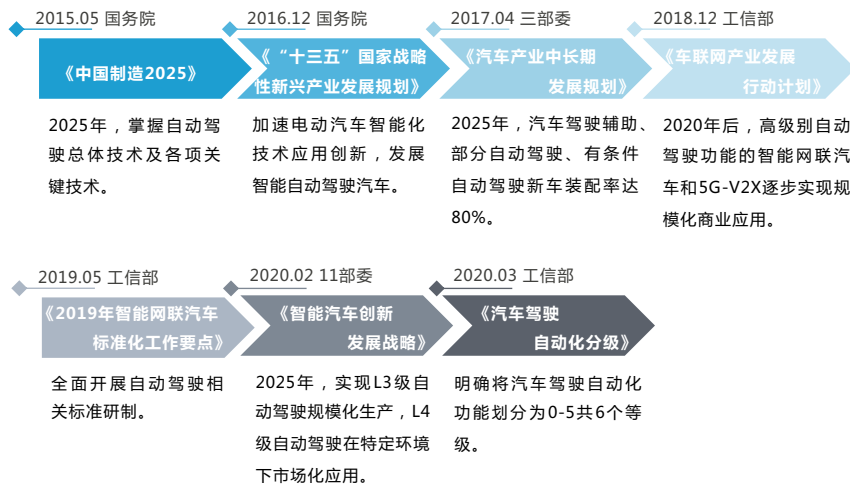 2015.05 国务院
《中国制造2025》
2025年，掌握自动驾
驶总体技术及各项关
键技术。
2016.12 国务院
《“十三五”国家战略
性新兴产业发展规划》
加速电动汽车智能化
技术应用创新，发展
智能自动驾驶汽车。
2017.04 三部委
《汽车产业中长期
发展规划》
2025年，汽车驾驶辅助、
部分自动驾驶、有条件
自动驾驶新车装配率达
80%。
2018.12 工信部
《车联网产业发展
行动计划》
2020年后，高级别自动
驾驶功能的智能网联汽
车和5G-V2X逐步实现规
模化商业应用。
2019.05 工信部
《2019年智能网联汽车
标准化工作要点》
全面开展自动驾驶相
关标准研制。
2020.02 11部委
《智能汽车创新
发展战略》
2025年，实现L3级自
动驾驶规模化生产，L4
级自动驾驶在特定环境
下市场化应用。
2020.03 工信部
《汽车驾驶
自动化分级》
明确将汽车驾驶自动化
功能划分为0-5共6个等
级。